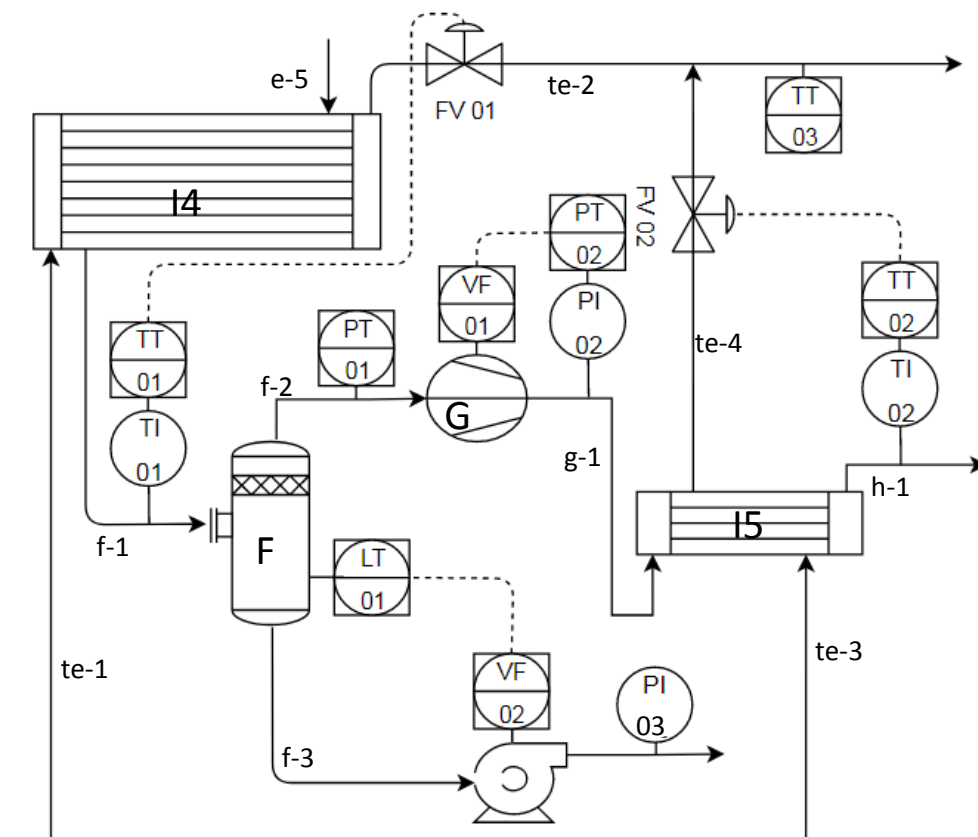 e-5
te-2
FV 01
TT
03
I4
PT
02
FV 02
VF
01
TT
02
PI
02
te-4
TT
01
PT
01
TI
02
f-2
G
TI
01
g-1
h-1
I5
f-1
F
LT
01
te-1
te-3
VF
02
PI
03
f-3